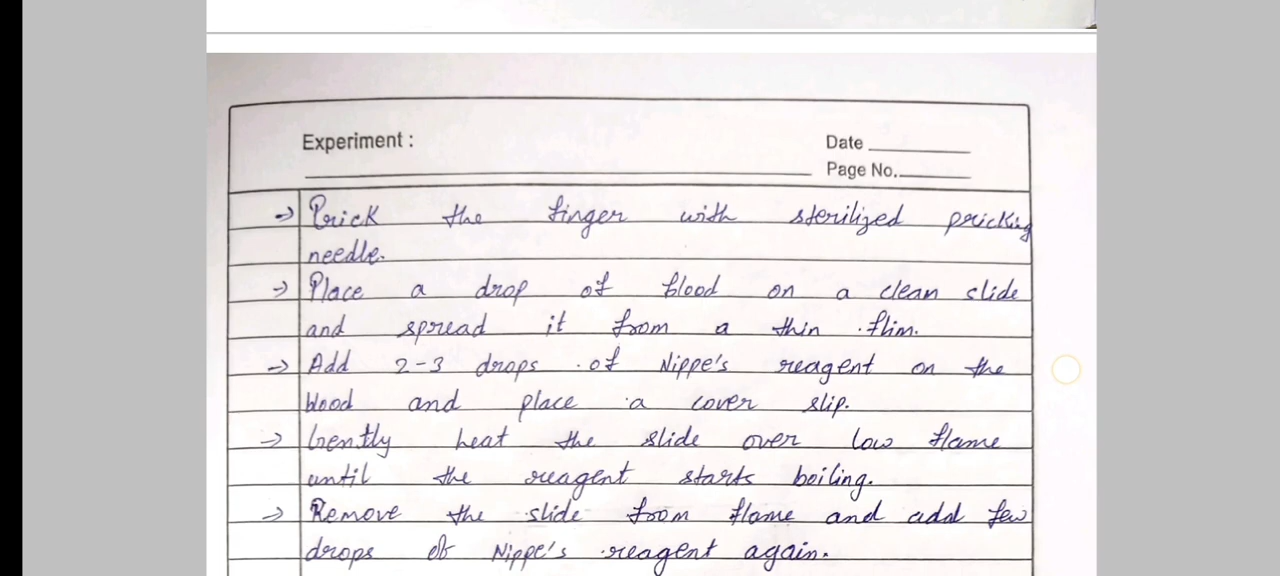 Experiment :
Date
Page No.
→ Prick the finger with sterilized pricking
needle.
→ Place a drop of blood on a clean slide
and spread it from a thin flim.
→ Add 2-3 drops of Nippe's reagent on the
blood and place a cover slip.
→ Gently heat the slide over low flame
until the reagent starts boiling.
→ Remove the slide from flame and add few
drops of Nippe's reagent again.